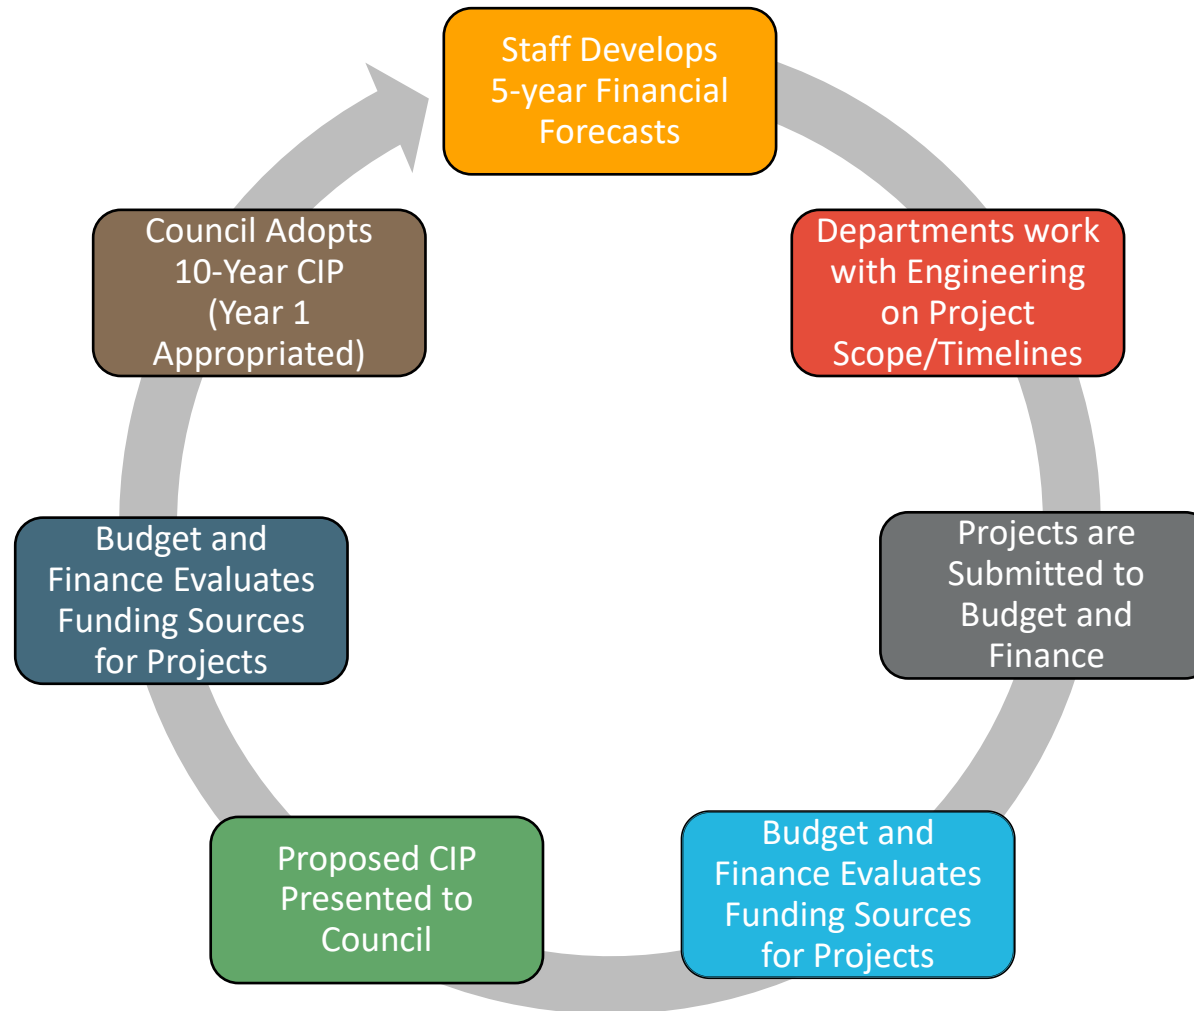 Staff Develops
5-year Financial
Forecasts
Departments work
with Engineering
on Project
Scope/Timelines
Projects are
Submitted to
Budget and
Finance
Budget and
Finance Evaluates
Funding Sources
for Projects
Proposed CIP
Presented to
Council
Budget and
Finance Evaluates
Funding Sources
for Projects
Council Adopts
10-Year CIP
(Year 1
Appropriated)